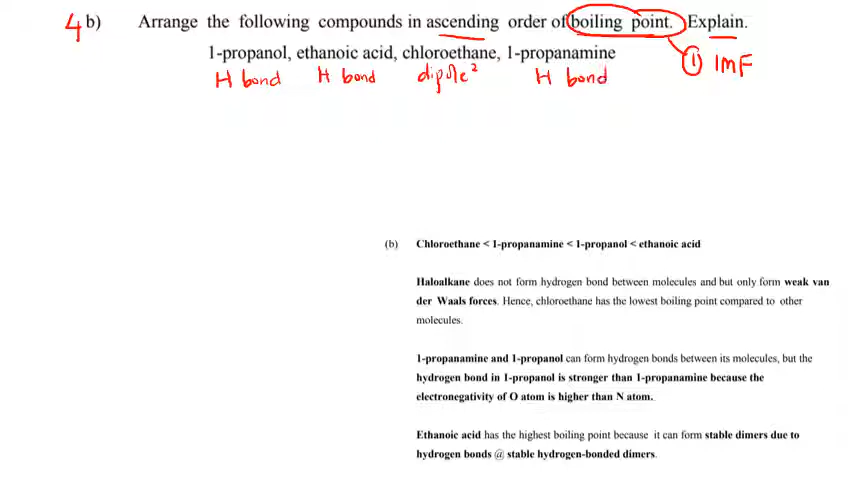 4 b) Arrange the following compounds in ascending order of boiling point. Explain.
1-propanol, ethanoic acid, chloroethane, 1-propanamine
① IMF
H bond H bond dipole² H bond
(b) Chloroethane < 1-propanamine < 1-propanol < ethanoic acid
Haloalkane does not form hydrogen bond between molecules and but only form weak van
der Waals forces. Hence, chloroethane has the lowest boiling point compared to other
molecules.
1-propanamine and 1-propanol can form hydrogen bonds between its molecules, but the
hydrogen bond in 1-propanol is stronger than 1-propanamine because the
electronegativity of O atom is higher than N atom.
Ethanoic acid has the highest boiling point because it can form stable dimers due to
hydrogen bonds @ stable hydrogen-bonded dimers.